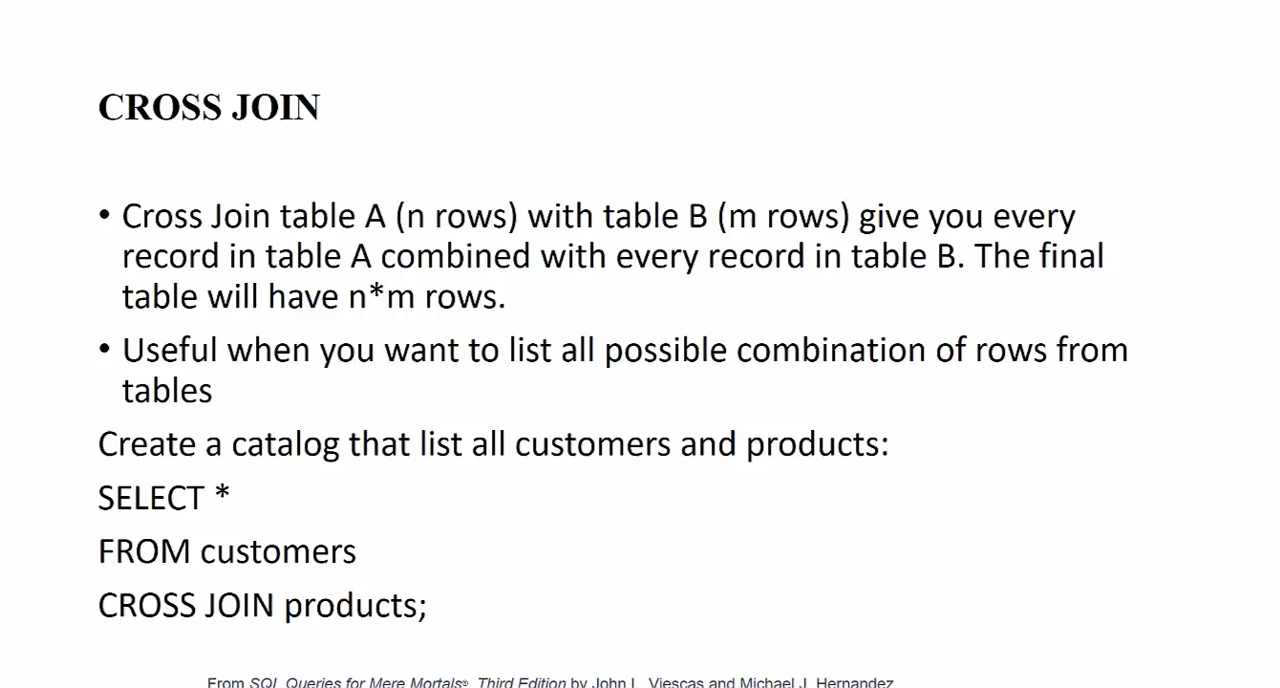 CROSS JOIN
• Cross Join table A (n rows) with table B (m rows) give you every
record in table A combined with every record in table B. The final
table will have n*m rows.
• Useful when you want to list all possible combination of rows from
tables
Create a catalog that list all customers and products:
SELECT *
FROM customers
CROSS JOIN products;
From SQL Queries for Mere Mortals®, Third Edition by John L. Viescas and Michael J. Hernandez